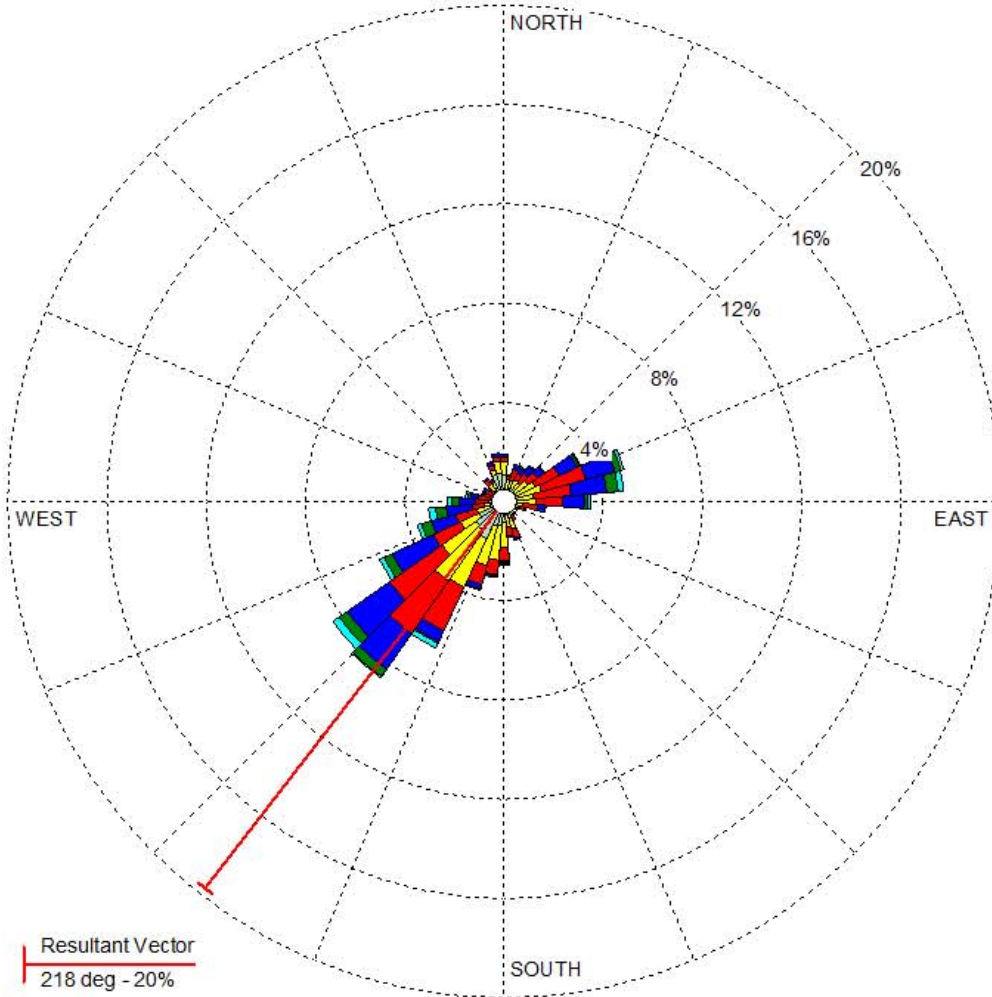 NORTH
20%
16%
12%
8%
4%
WEST
EAST
SOUTH
Resultant Vector
218 deg - 20%